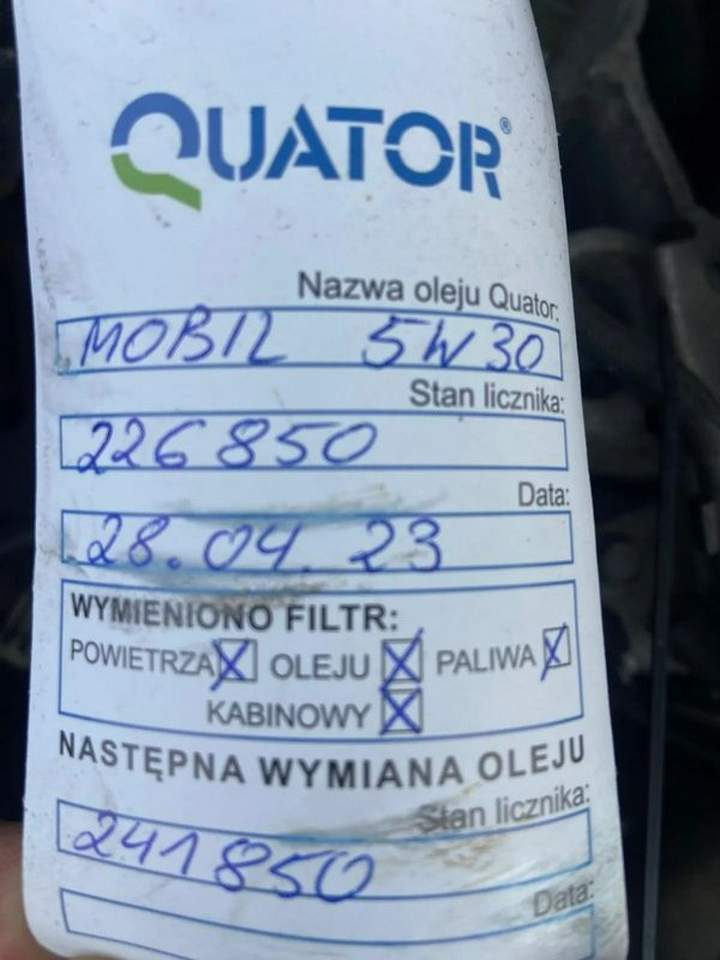 QUATOR®
Nazwa oleju Quator:
MOBIL 5W30
Stan licznika:
226850
Data:
28.04.23
WYMIENIONO FILTR:
POWIETRZA X OLEJU X PALIWA X
KABINOWY X
NASTĘPNA WYMIANA OLEJU
Stan licznika:
241850
Data: